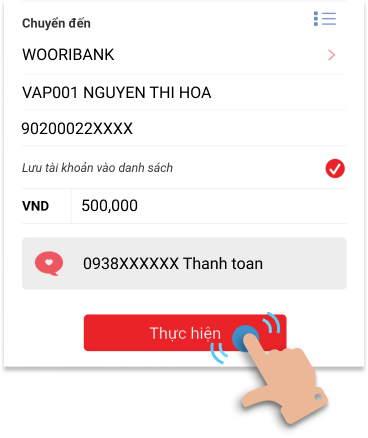 Chuyển đến
WOORIBANK
VAP001 NGUYEN THI HOA
90200022XXXX
Lưu tài khoản vào danh sách
VND 500,000
0938XXXXXX Thanh toan
Thực hiện